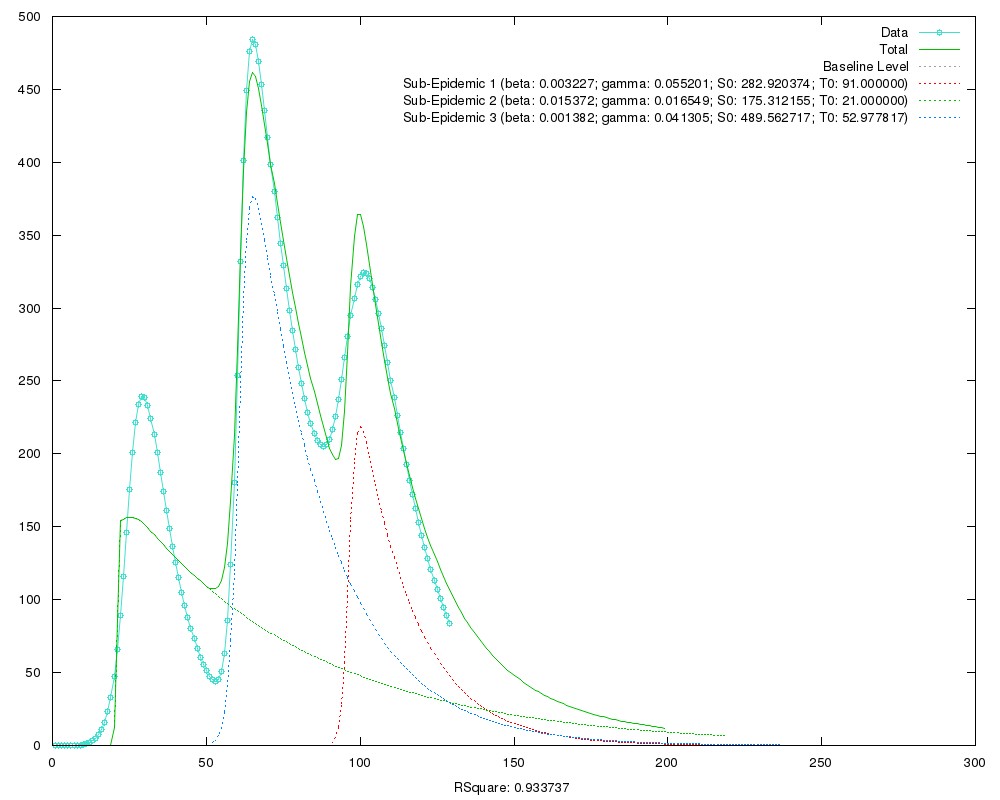 500
450
400
350
300
250
200
150
100
50
0
Data
Total
Baseline Level
Sub-Epidemic 1 (beta: 0.003227; gamma: 0.055201; S0: 282.920374; T0: 91.000000)
Sub-Epidemic 2 (beta: 0.015372; gamma: 0.016549; S0: 175.312155; T0: 21.000000)
Sub-Epidemic 3 (beta: 0.001382; gamma: 0.041305; S0: 489.562717; T0: 52.977817)
0 50 100 150 200 250 300
RSquare: 0.933737